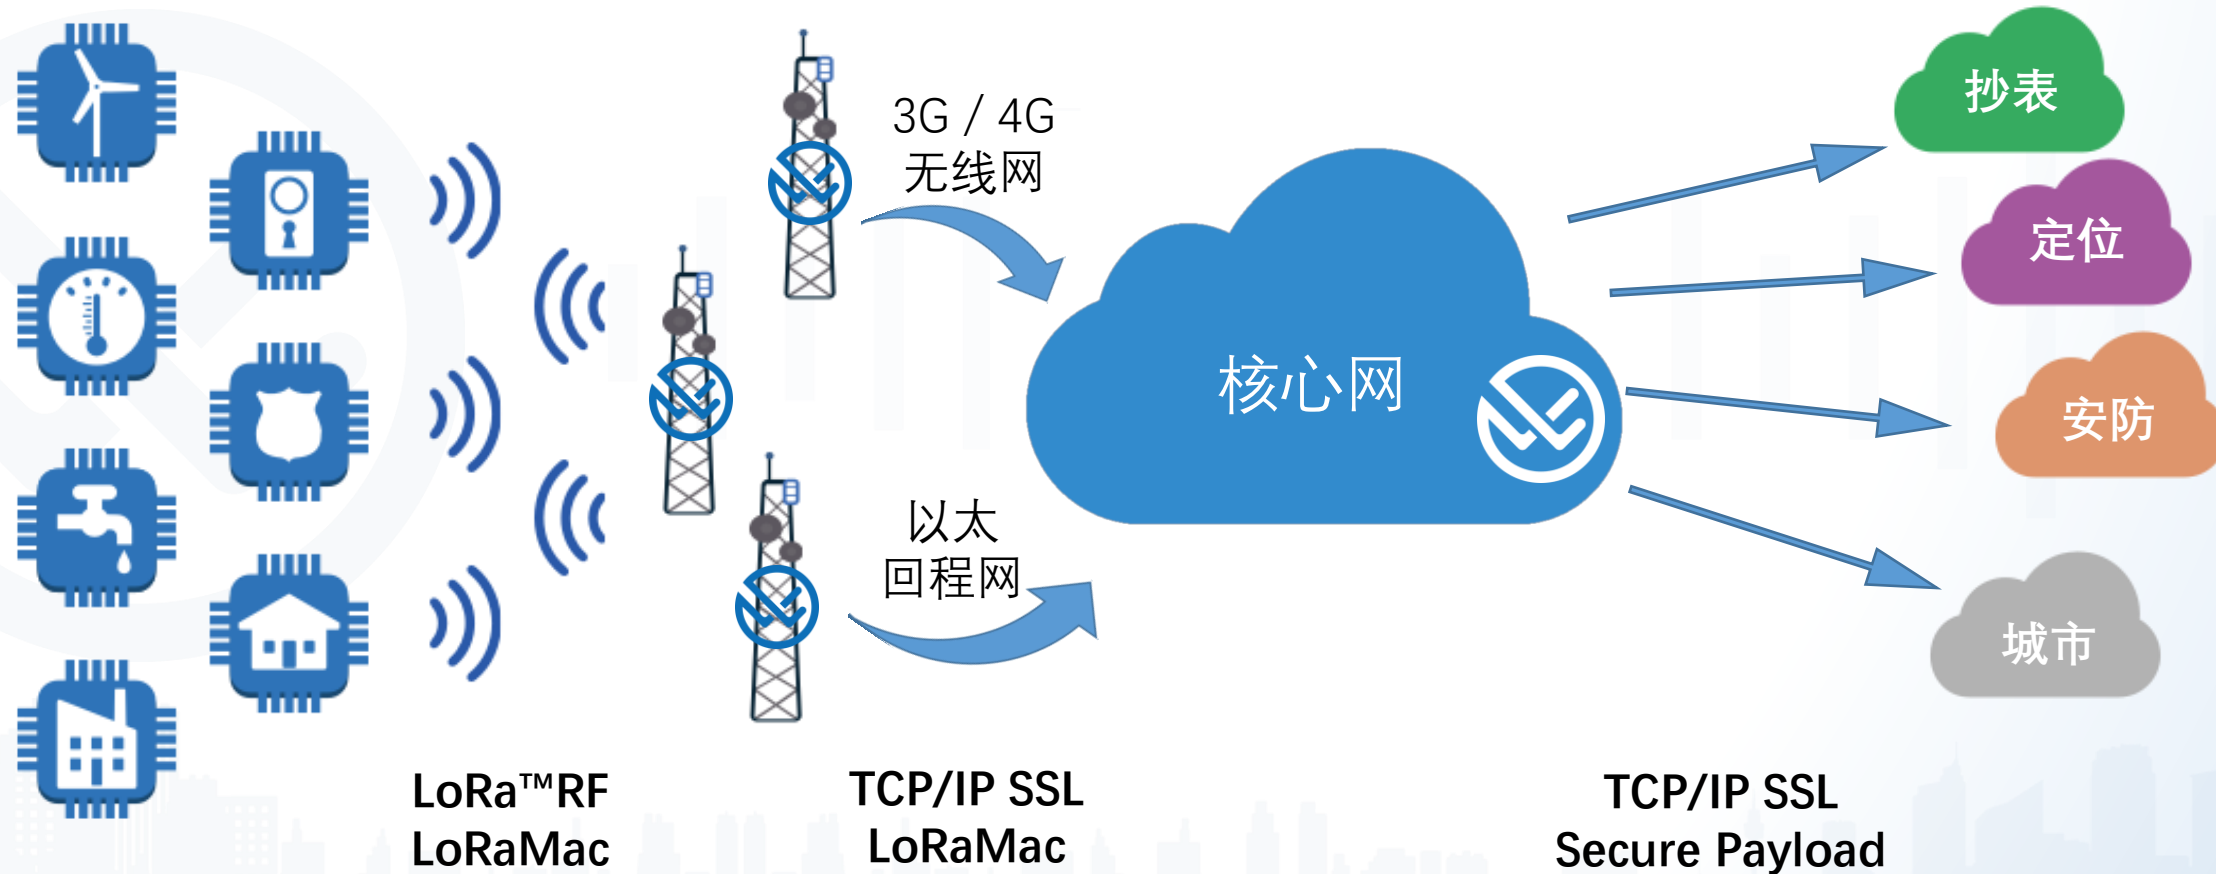 3G / 4G
无线网
以太
回程网
核心网
抄表
定位
安防
城市
LoRa™RF
LoRaMac
TCP/IP SSL
LoRaMac
TCP/IP SSL
Secure Payload